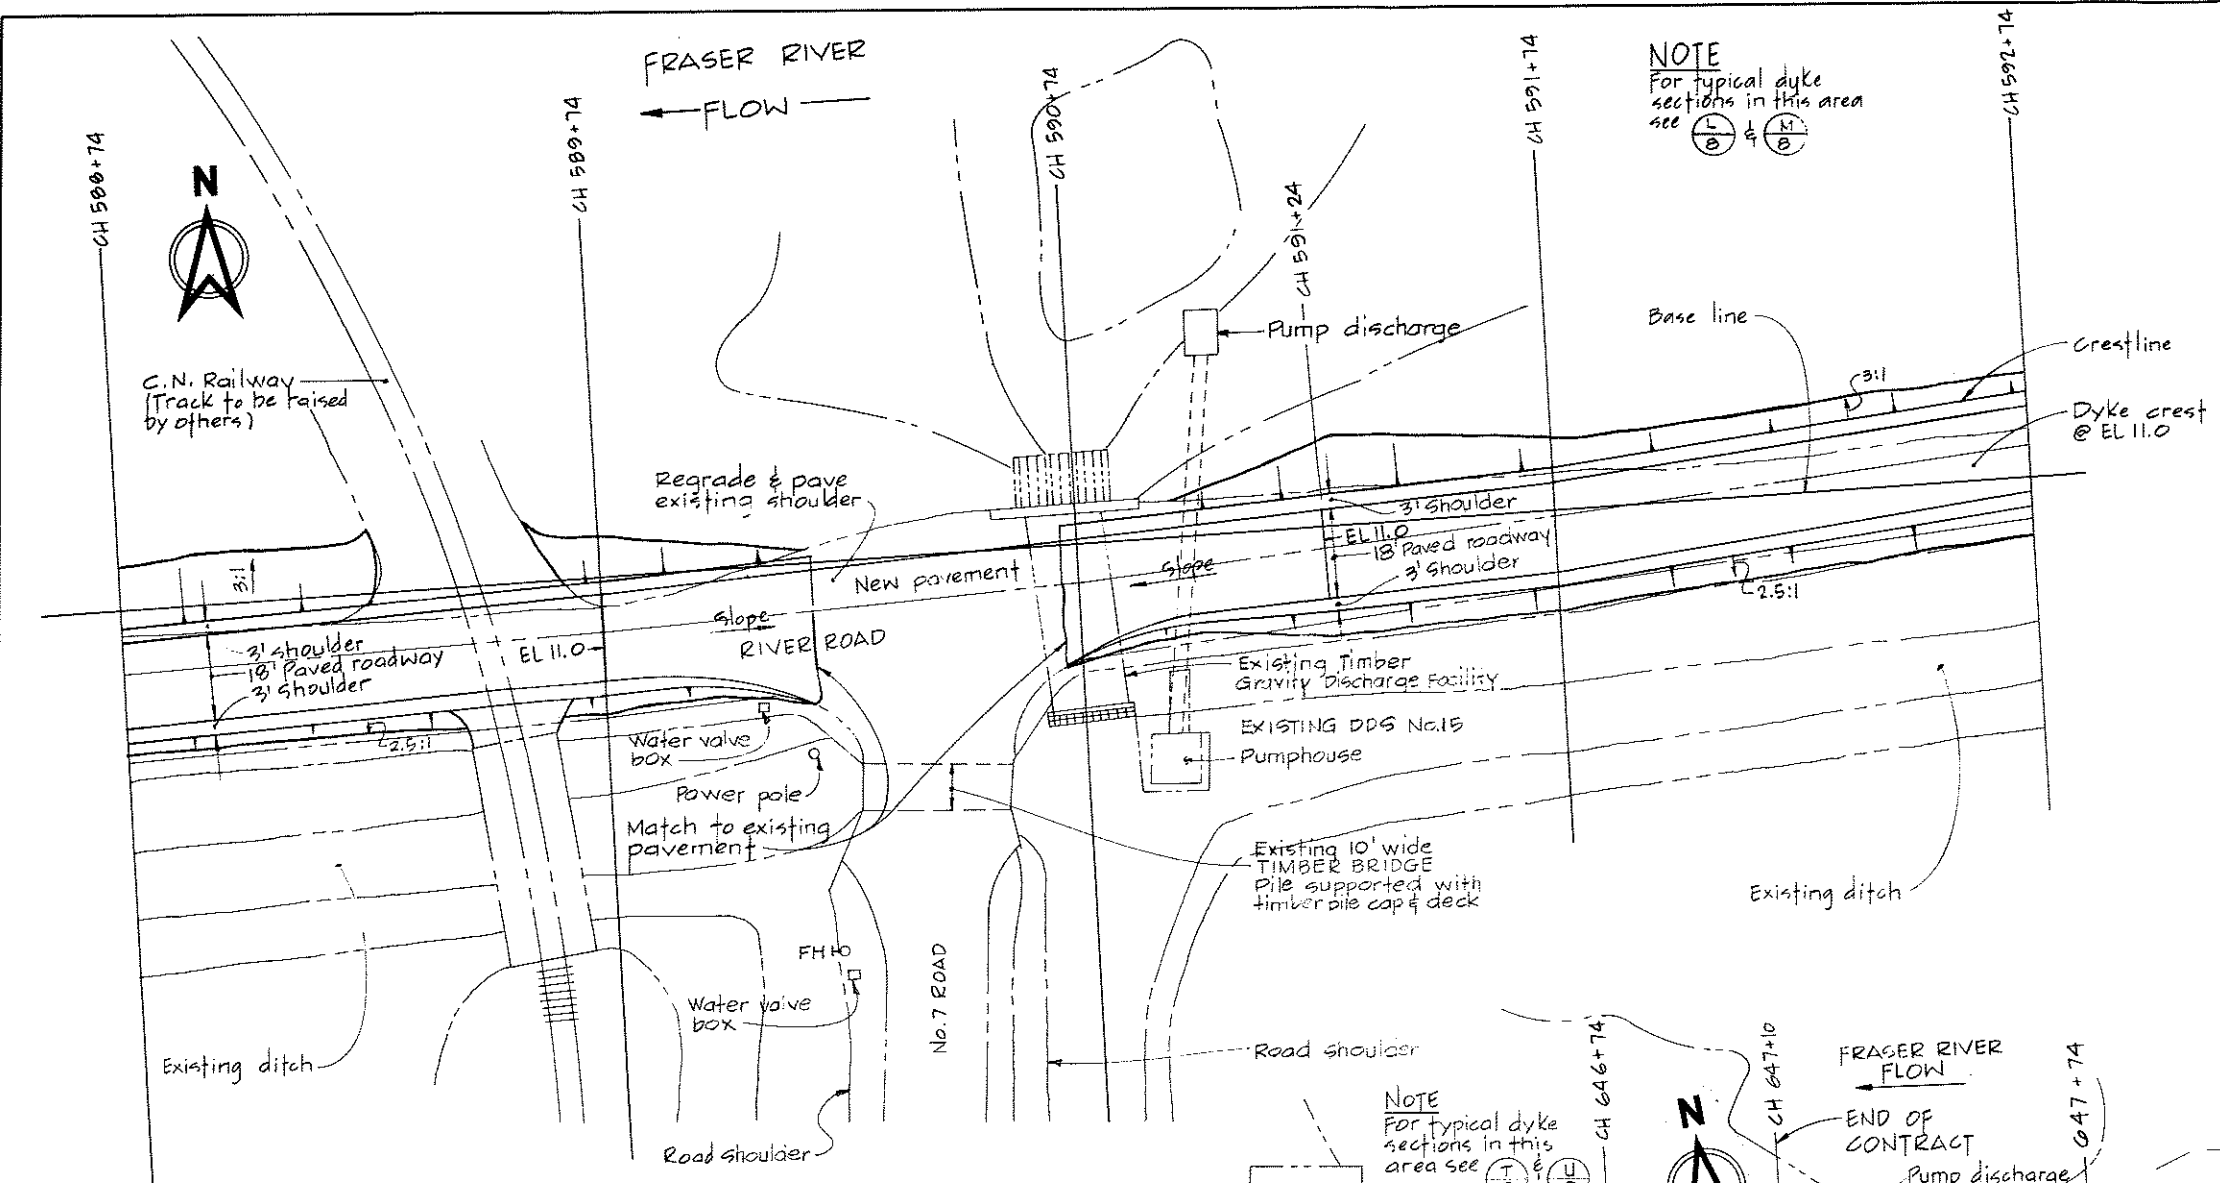 FRASER RIVER
FLOW
NOTE
For typical dyke
sections in this area
see L/8 & M/8
CH 588+74
CH 589+74
CH 590+74
CH 591+24
CH 591+74
CH 592+74
N
C.N. Railway
(Track to be raised
by others)
Pump discharge
Base line
Crestline
3:1
Dyke crest
@ EL 11.0
Regrade & pave
existing shoulder
3' Shoulder
EL 11.0
18' Paved roadway
3' Shoulder
New pavement
Slope
3:1
2.5:1
Slope
RIVER ROAD
EL 11.0
3' shoulder
18' Paved roadway
3' Shoulder
2.5:1
Existing Timber
Gravity Discharge Facility
EXISTING DDS No.15
Pumphouse
Water valve
box
Power pole
Match to existing
pavement
Existing 10' wide
TIMBER BRIDGE
Pile supported with
timber pile cap & deck
Existing ditch
FH10
No.7 ROAD
Water valve
box
Existing ditch
Road shoulder
Road shoulder
NOTE
For typical dyke
sections in this
area see T & U
CH 646+74
CH 647+10
647+74
FRASER RIVER
FLOW
N
END OF
CONTRACT
Pump discharge